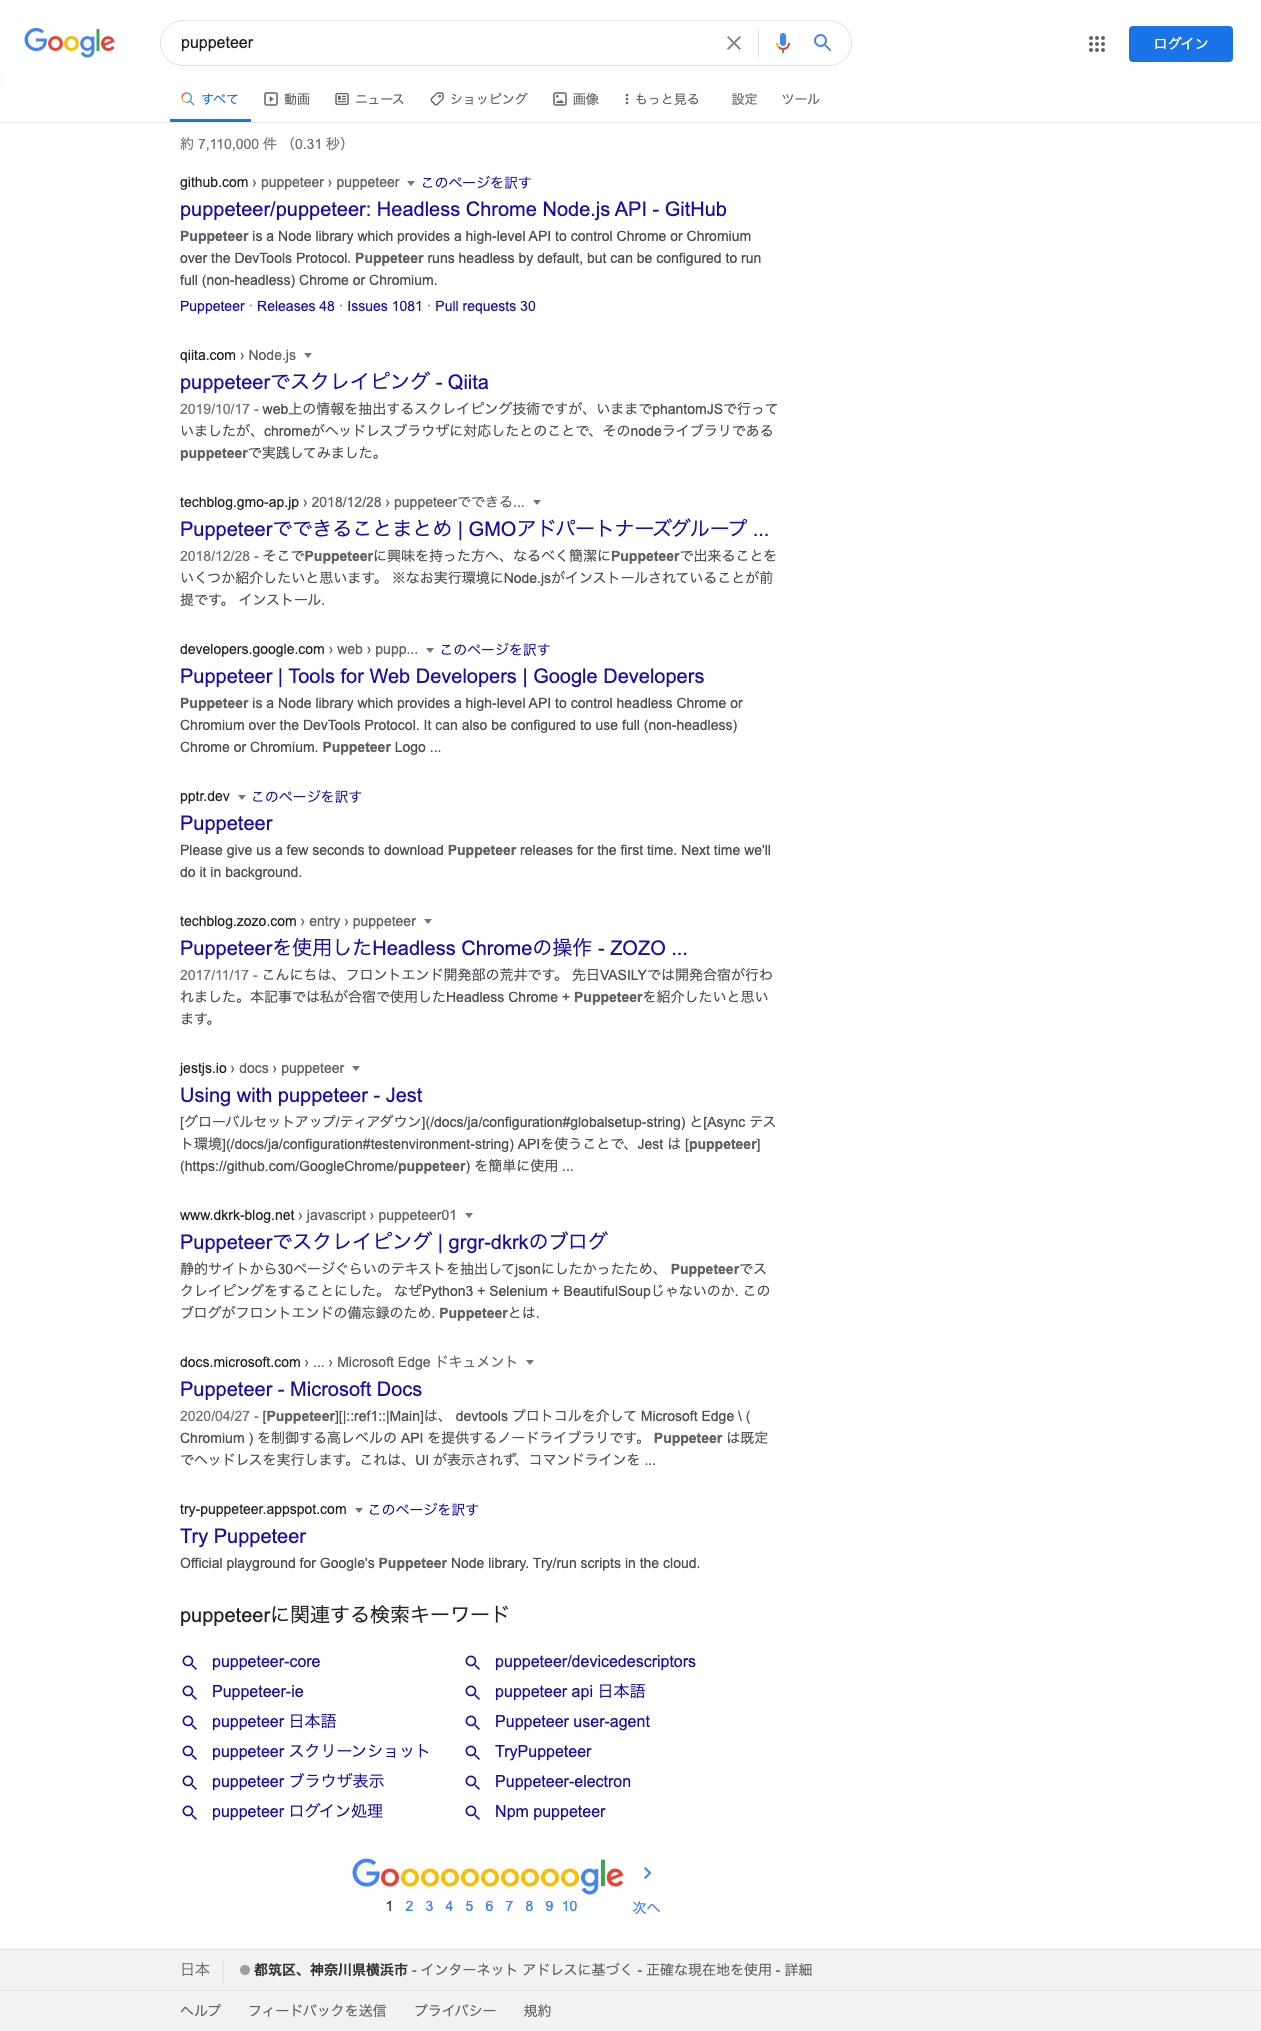 Google
puppeteer
ログイン
すべて 動画 ニュース ショッピング 画像 もっと見る 設定 ツール
約 7,110,000 件 （0.31 秒）
github.com › puppeteer › puppeteer このページを訳す
puppeteer/puppeteer: Headless Chrome Node.js API - GitHub
Puppeteer is a Node library which provides a high-level API to control Chrome or Chromium
over the DevTools Protocol. Puppeteer runs headless by default, but can be configured to run
full (non-headless) Chrome or Chromium.
Puppeteer · Releases 48 · Issues 1081 · Pull requests 30
qiita.com › Node.js
puppeteerでスクレイピング - Qiita
2019/10/17 - web上の情報を抽出するスクレイピング技術ですが、いままでphantomJSで行って
いましたが、chromeがヘッドレスブラウザに対応したとのことで、そのnodeライブラリである
puppeteerで実践してみました。
techblog.gmo-ap.jp › 2018/12/28 › puppeteerでできる...
Puppeteerでできることまとめ | GMOアドパートナーズグループ ...
2018/12/28 - そこでPuppeteerに興味を持った方へ、なるべく簡潔にPuppeteerで出来ることを
いくつか紹介したいと思います。 ※なお実行環境にNode.jsがインストールされていることが前
提です。 インストール.
developers.google.com › web › pupp... このページを訳す
Puppeteer | Tools for Web Developers | Google Developers
Puppeteer is a Node library which provides a high-level API to control headless Chrome or
Chromium over the DevTools Protocol. It can also be configured to use full (non-headless)
Chrome or Chromium. Puppeteer Logo ...
pptr.dev このページを訳す
Puppeteer
Please give us a few seconds to download Puppeteer releases for the first time. Next time we'll
do it in background.
techblog.zozo.com › entry › puppeteer
Puppeteerを使用したHeadless Chromeの操作 - ZOZO ...
2017/11/17 - こんにちは、フロントエンド開発部の荒井です。 先日VASILYでは開発合宿が行わ
れました。本記事では私が合宿で使用したHeadless Chrome + Puppeteerを紹介したいと思い
ます。
jestjs.io › docs › puppeteer
Using with puppeteer - Jest
[グローバルセットアップ/ティアダウン](/docs/ja/configuration#globalsetup-string) と[Async テス
ト環境](/docs/ja/configuration#testenvironment-string) APIを使うことで、Jest は [puppeteer]
(https://github.com/GoogleChrome/puppeteer) を簡単に使用 ...
www.dkrk-blog.net › javascript › puppeteer01
Puppeteerでスクレイピング | grgr-dkrkのブログ
静的サイトから30ページぐらいのテキストを抽出してjsonにしたかったため、 Puppeteerでス
クレイピングをすることにした。 なぜPython3 + Selenium + BeautifulSoupじゃないのか. この
ブログがフロントエンドの備忘録のため. Puppeteerとは.
docs.microsoft.com › ... › Microsoft Edge ドキュメント
Puppeteer - Microsoft Docs
2020/04/27 - [Puppeteer][|::ref1::|Main]は、 devtools プロトコルを介して Microsoft Edge \ (
Chromium ) を制御する高レベルの API を提供するノードライブラリです。 Puppeteer は既定
でヘッドレスを実行します。これは、UI が表示されず、コマンドラインを ...
try-puppeteer.appspot.com このページを訳す
Try Puppeteer
Official playground for Google's Puppeteer Node library. Try/run scripts in the cloud.
puppeteerに関連する検索キーワード
puppeteer-core puppeteer/devicedescriptors
Puppeteer-ie puppeteer api 日本語
puppeteer 日本語 Puppeteer user-agent
puppeteer スクリーンショット TryPuppeteer
puppeteer ブラウザ表示 Puppeteer-electron
puppeteer ログイン処理 Npm puppeteer
Goooooooooogle
1 2 3 4 5 6 7 8 9 10 次へ
日本 都筑区、神奈川県横浜市 - インターネット アドレスに基づく - 正確な現在地を使用 - 詳細
ヘルプ フィードバックを送信 プライバシー 規約